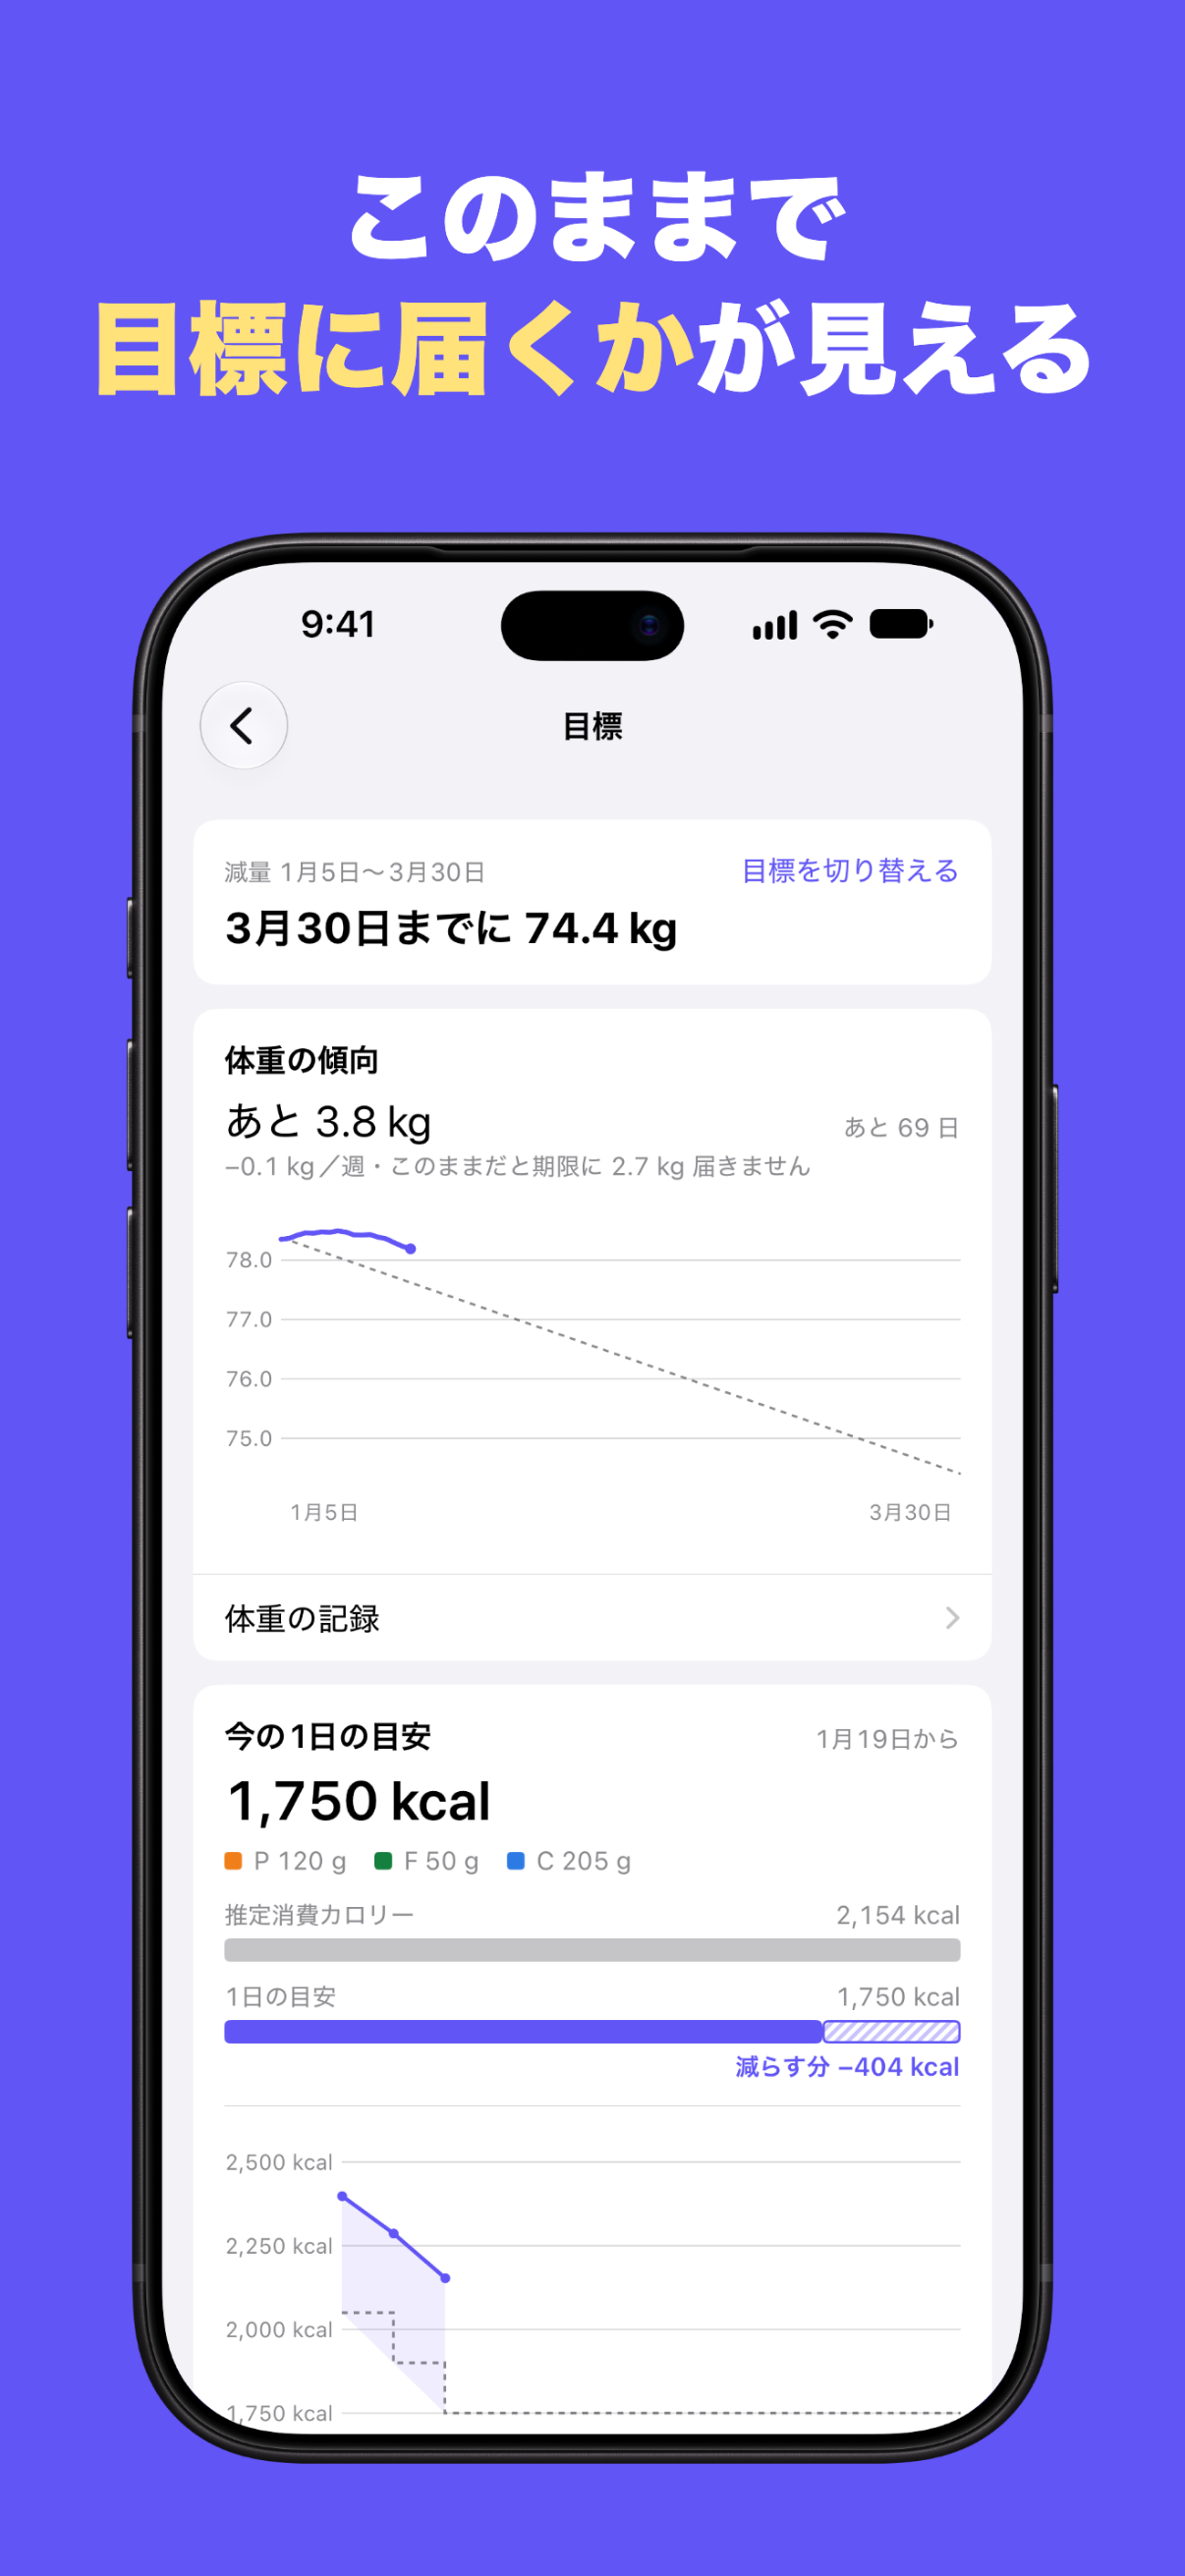 このままで
目標に届くかが見える
9:41
目標
減量 1月5日〜3月30日
目標を切り替える
3月30日までに 74.4 kg
体重の傾向
あと 3.8 kg
あと 69 日
−0.1 kg／週・このままだと期限に 2.7 kg 届きません
78.0
77.0
76.0
75.0
1月5日
3月30日
体重の記録
今の1日の目安
1月19日から
1,750 kcal
P 120 g F 50 g C 205 g
推定消費カロリー
2,154 kcal
1日の目安
1,750 kcal
減らす分 −404 kcal
2,500 kcal
2,250 kcal
2,000 kcal
1,750 kcal